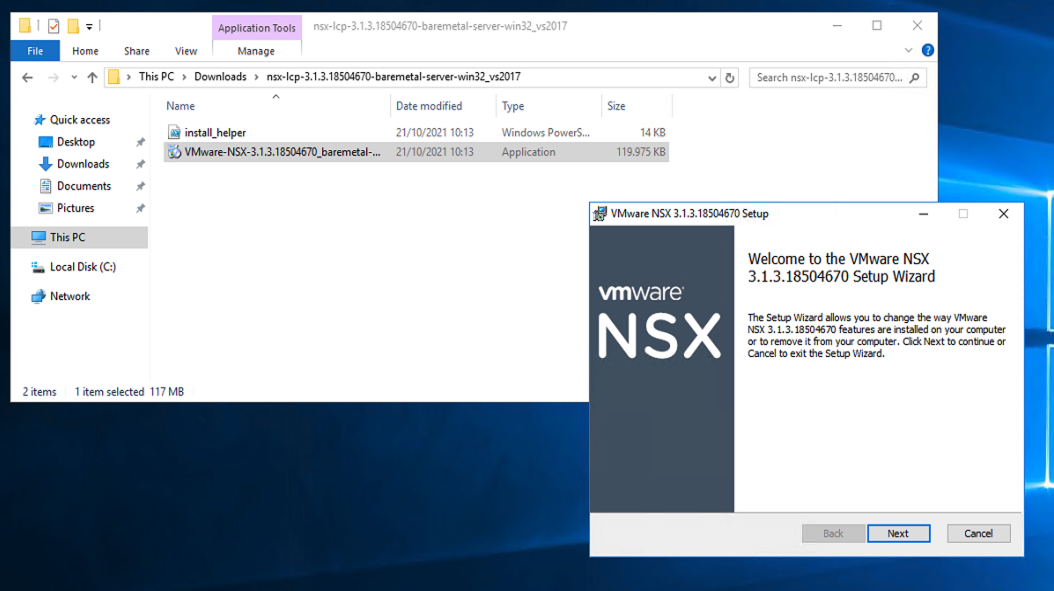 Application Tools
nsx-lcp-3.1.3.18504670-baremetal-server-win32_vs2017
File
Home
Share
View
Manage
This PC > Downloads > nsx-lcp-3.1.3.18504670-baremetal-server-win32_vs2017
Search nsx-lcp-3.1.3.18504670...
Name
Date modified
Type
Size
Quick access
Desktop
Downloads
Documents
Pictures
This PC
Local Disk (C:)
Network
install_helper 21/10/2021 10:13 Windows PowerS... 14 KB
VMware-NSX-3.1.3.18504670_baremetal-... 21/10/2021 10:13 Application 119.975 KB
2 items 1 item selected 117 MB
VMware NSX 3.1.3.18504670 Setup
vmware®
NSX
Welcome to the VMware NSX
3.1.3.18504670 Setup Wizard
The Setup Wizard allows you to change the way VMware
NSX 3.1.3.18504670 features are installed on your computer
or to remove it from your computer. Click Next to continue or
Cancel to exit the Setup Wizard.
Back
Next
Cancel